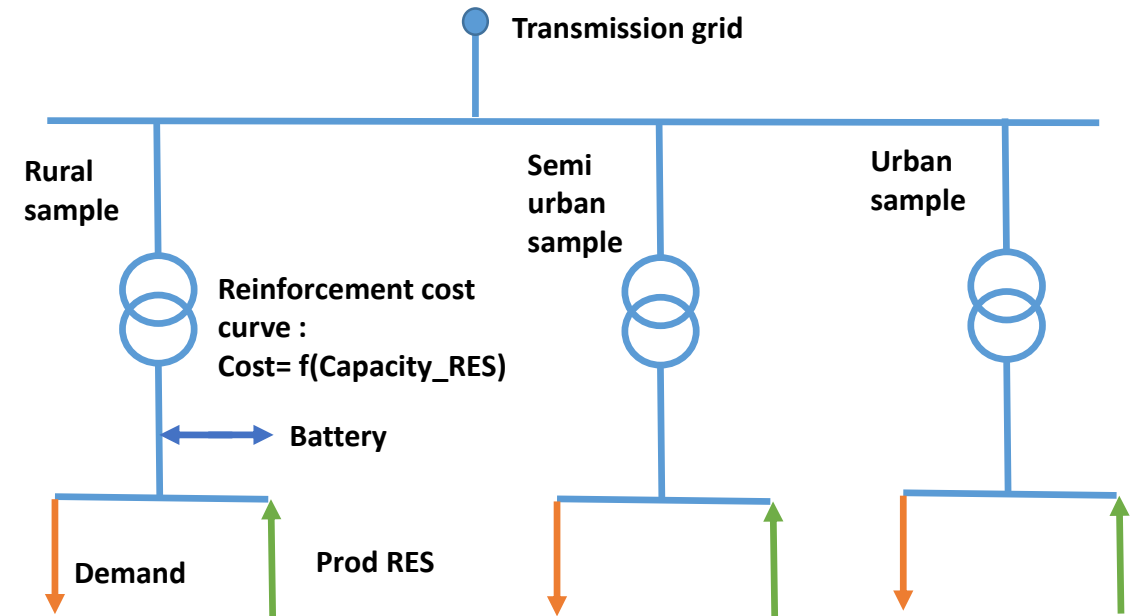 Transmission grid
Rural
sample
Semi
urban
sample
Urban
sample
Reinforcement cost
curve :
Cost= f(Capacity_RES)
Battery
Demand
Prod RES